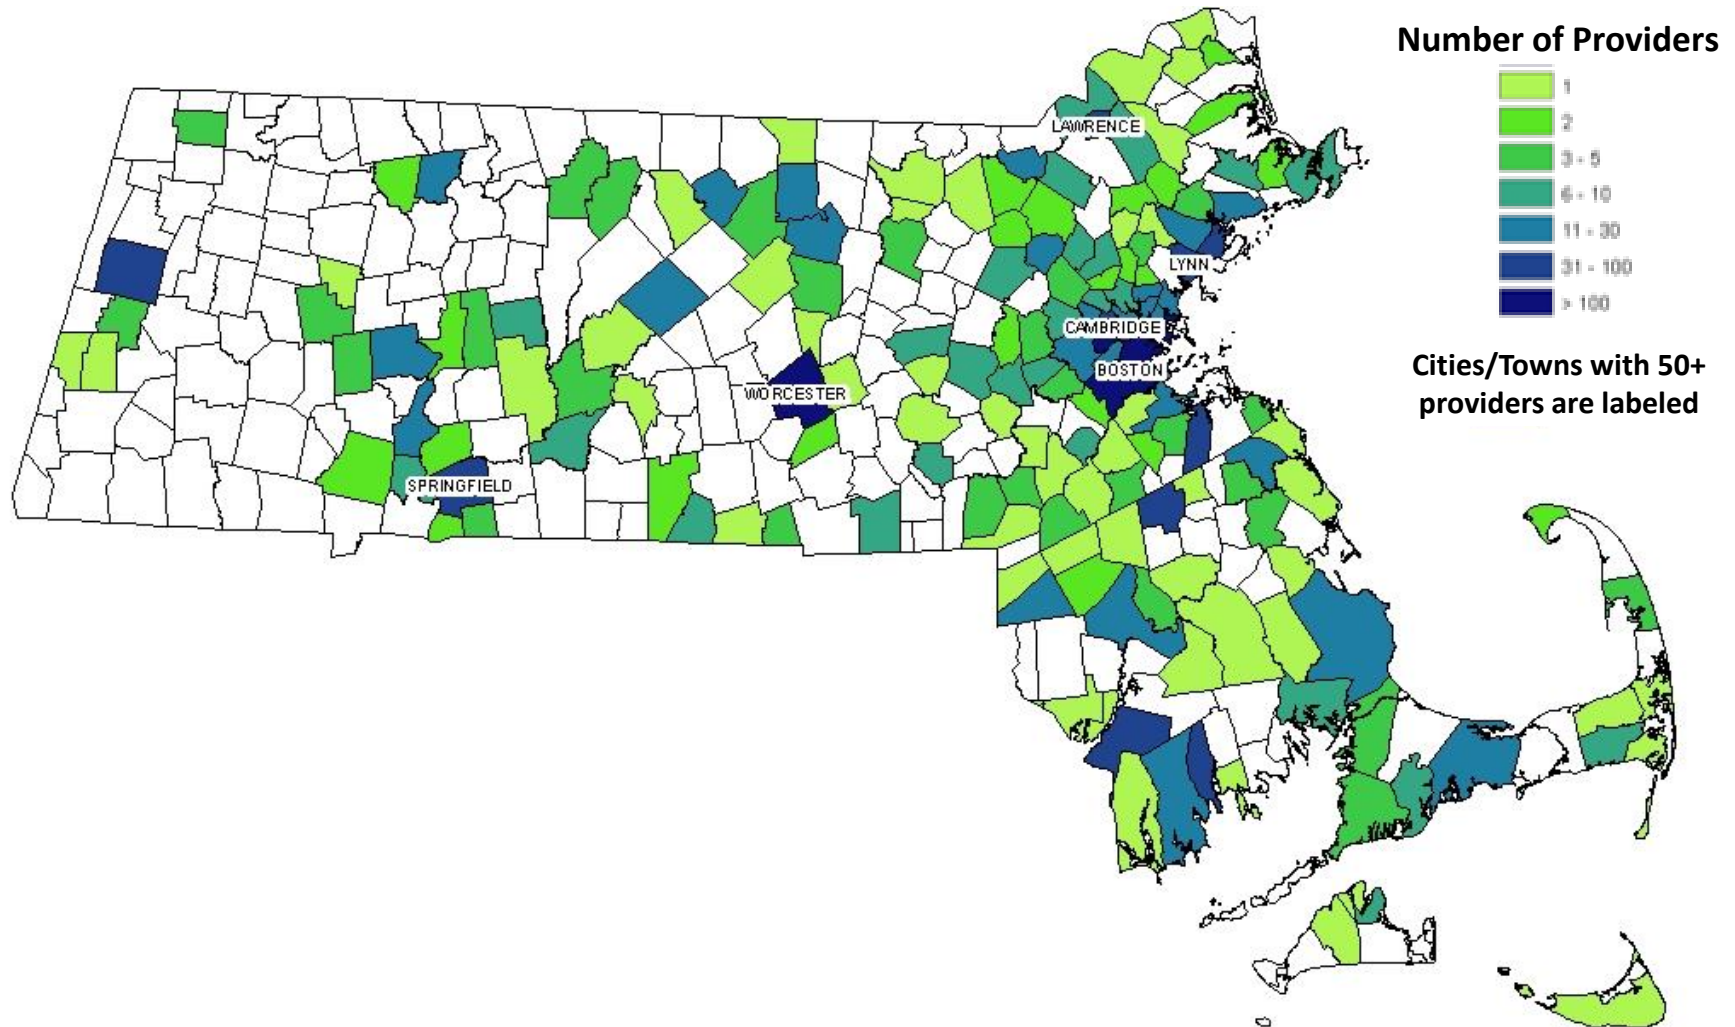 Number of Providers
1
2
3 - 5
6 - 10
11 - 30
31 - 100
> 100
Cities/Towns with 50+
providers are labeled
LAWRENCE
LYNN
CAMBRIDGE
BOSTON
WORCESTER
SPRINGFIELD